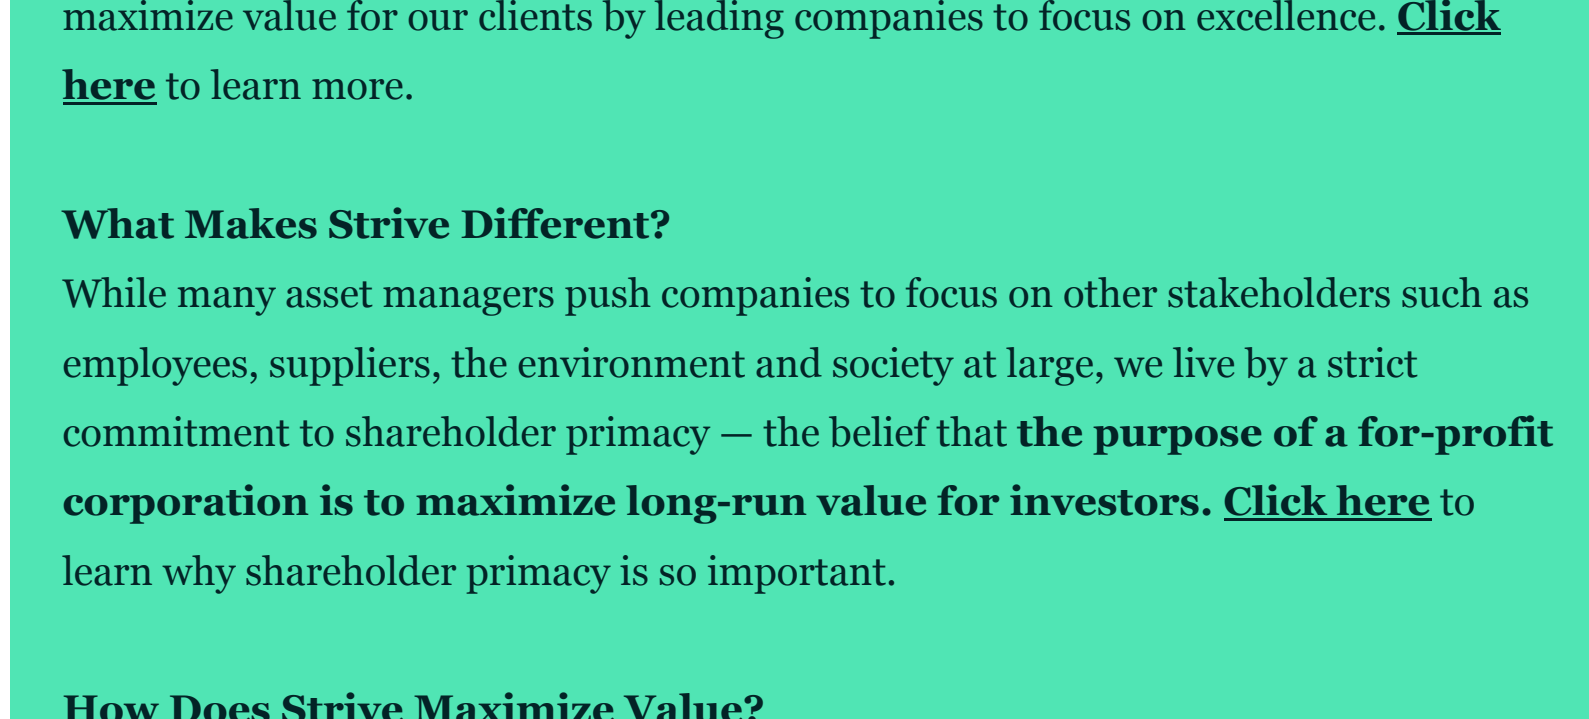 maximize value for our clients by leading companies to focus on excellence. Click
here to learn more.
What Makes Strive Different?
While many asset managers push companies to focus on other stakeholders such as
employees, suppliers, the environment and society at large, we live by a strict
commitment to shareholder primacy — the belief that the purpose of a for-profit
corporation is to maximize long-run value for investors. Click here to
learn why shareholder primacy is so important.
How Does Strive Maximize Value?